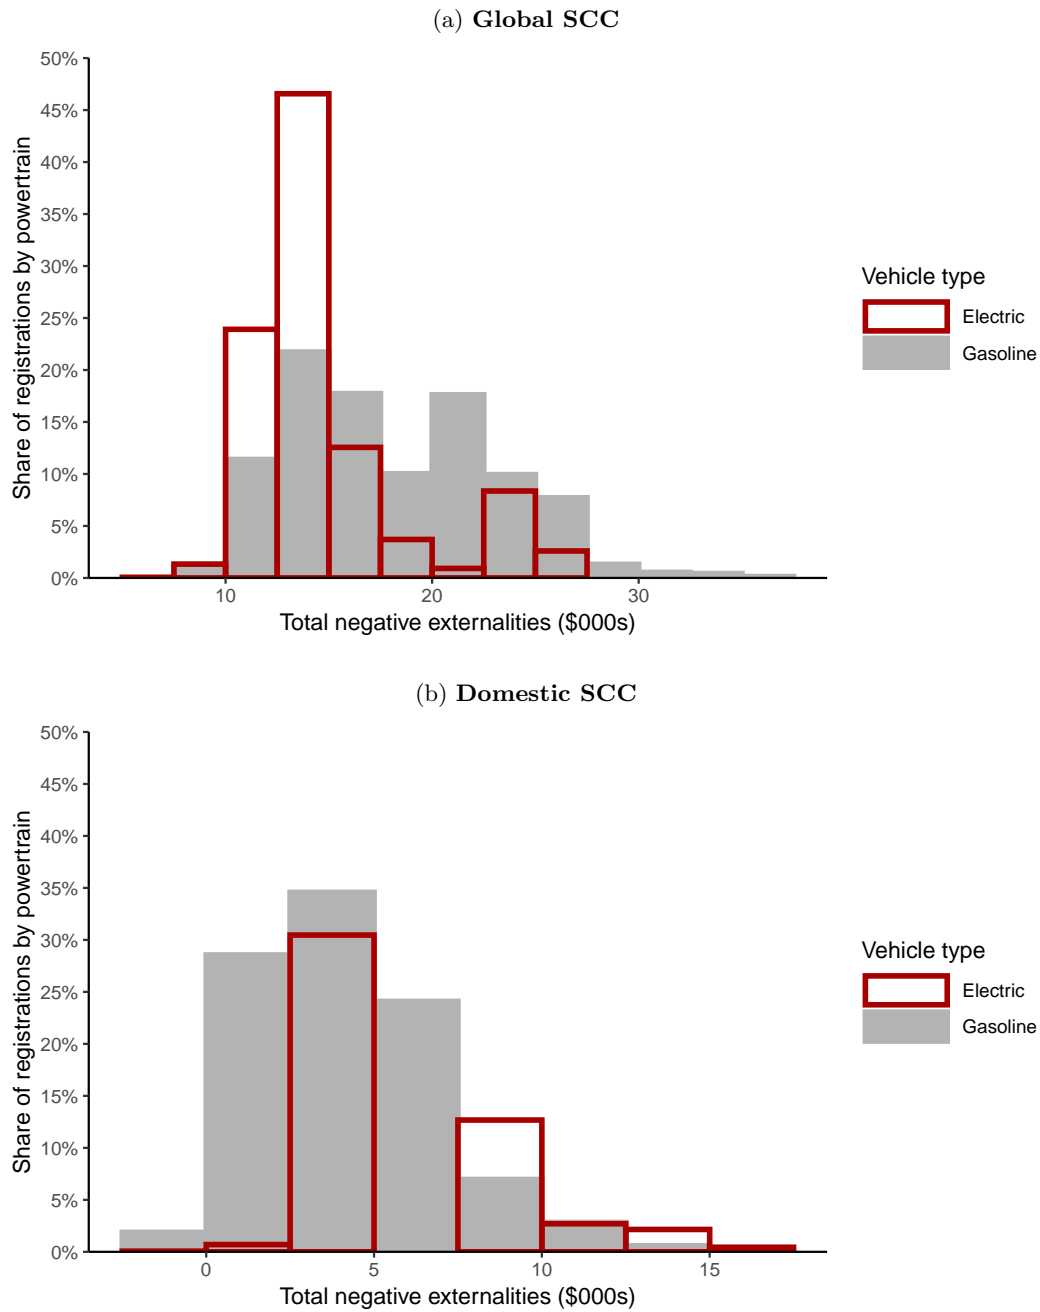 (a) Global SCC
50%
45%
40%
35%
30%
25%
20%
15%
10%
5%
0%
Share of registrations by powertrain
10 20 30
Total negative externalities ($000s)
Vehicle type
Electric
Gasoline
(b) Domestic SCC
50%
45%
40%
35%
30%
25%
20%
15%
10%
5%
0%
Share of registrations by powertrain
0 5 10 15
Total negative externalities ($000s)
Vehicle type
Electric
Gasoline